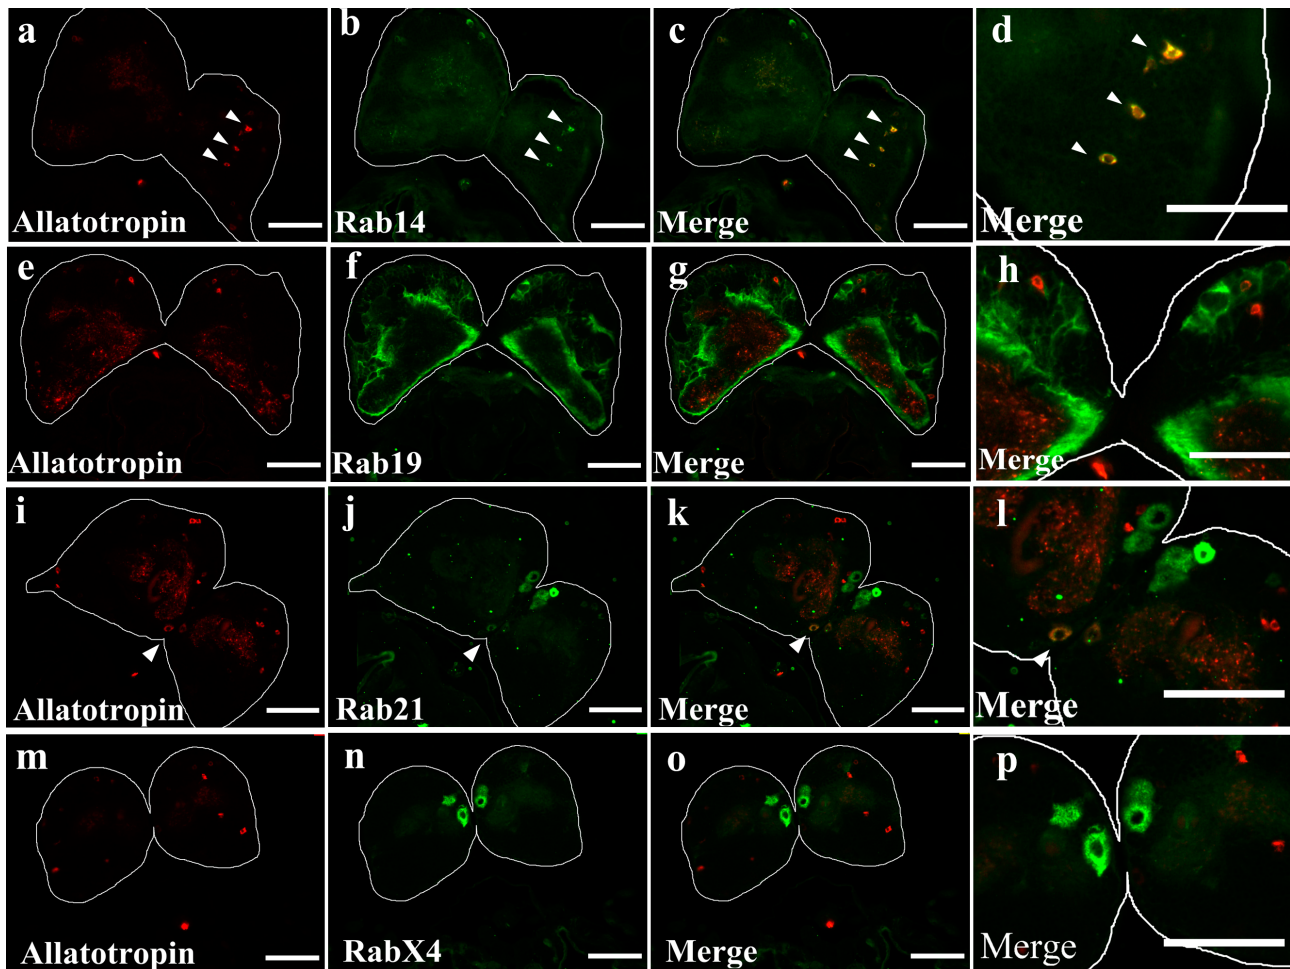 a b c d
Allatotropin Rab14 Merge Merge
e f g h
Allatotropin Rab19 Merge Merge
i j k l
Allatotropin Rab21 Merge Merge
m n o p
Allatotropin RabX4 Merge Merge